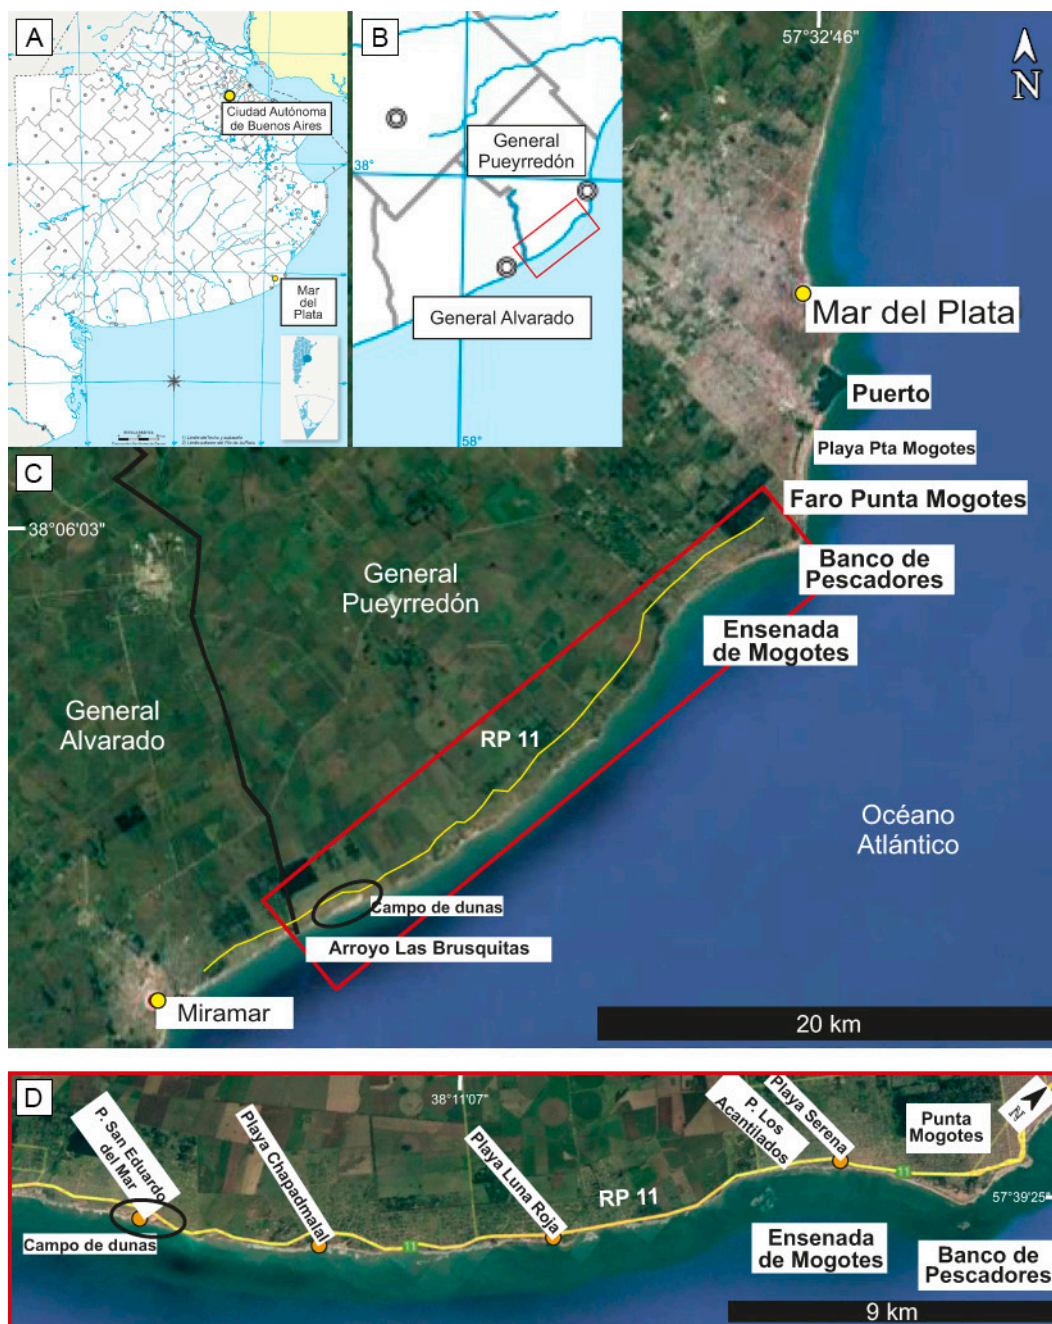 A
Ciudad Autónoma
de Buenos Aires
Mar
del
Plata
B
General
Pueyrredón
38°
General Alvarado
58°
57°32'46"
N
Mar del Plata
Puerto
Playa Pta Mogotes
Faro Punta Mogotes
Banco de
Pescadores
Ensenada
de Mogotes
C
38°06'03"
General
Pueyrredón
General
Alvarado
RP 11
Océano
Atlántico
Campo de dunas
Arroyo Las Brusquitas
Miramar
20 km
D
38°11'07"
P. San Eduardo
del Mar
Campo de dunas
Playa Chapadmalal
11
Playa Luna Roja
RP 11
P. Los
Acantilados
Playa Serena
Punta
Mogotes
11
57°39'25"
Ensenada
de Mogotes
Banco de
Pescadores
9 km